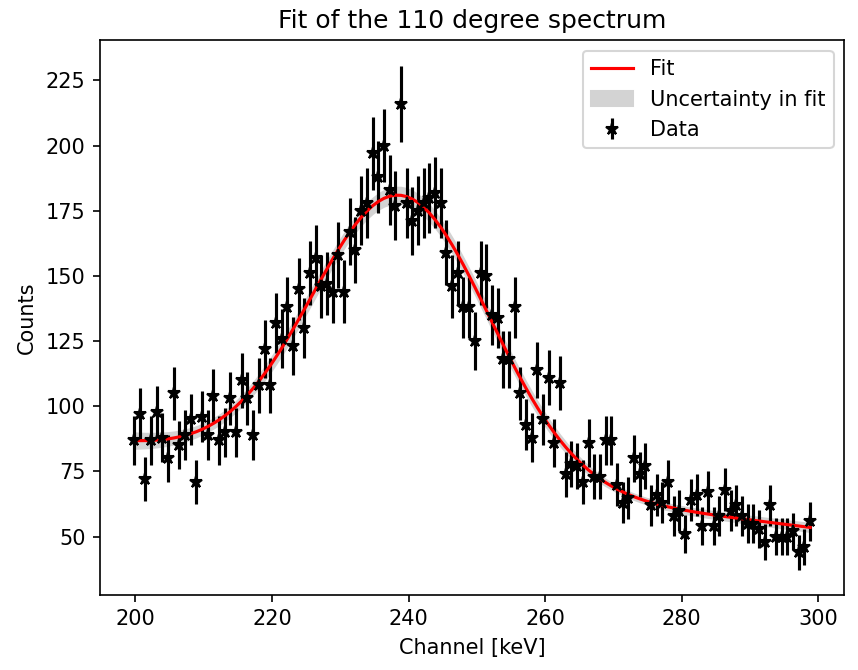 Fit of the 110 degree spectrum
Fit
Uncertainty in fit
Data
225
200
175
150
125
100
75
50
Counts
200 220 240 260 280 300
Channel [keV]